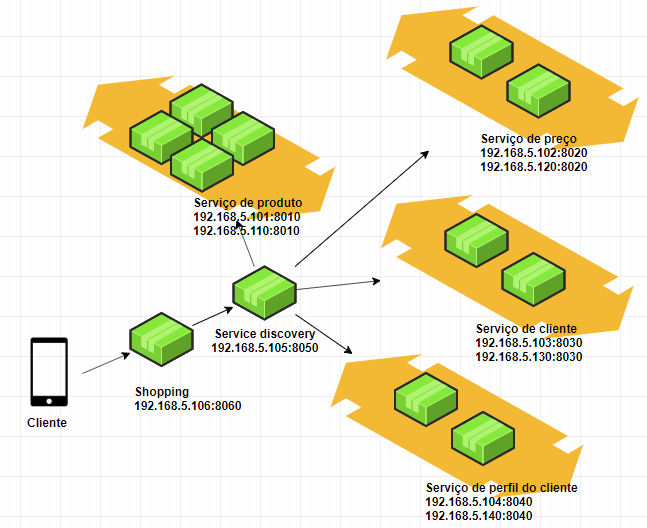 Serviço de preço
192.168.5.102:8020
192.168.5.120:8020
Serviço de produto
192.168.5.101:8010
192.168.5.110:8010
Service discovery
192.168.5.105:8050
Serviço de cliente
192.168.5.103:8030
192.168.5.130:8030
Shopping
192.168.5.106:8060
Cliente
Serviço de perfil do cliente
192.168.5.104:8040
192.168.5.140:8040